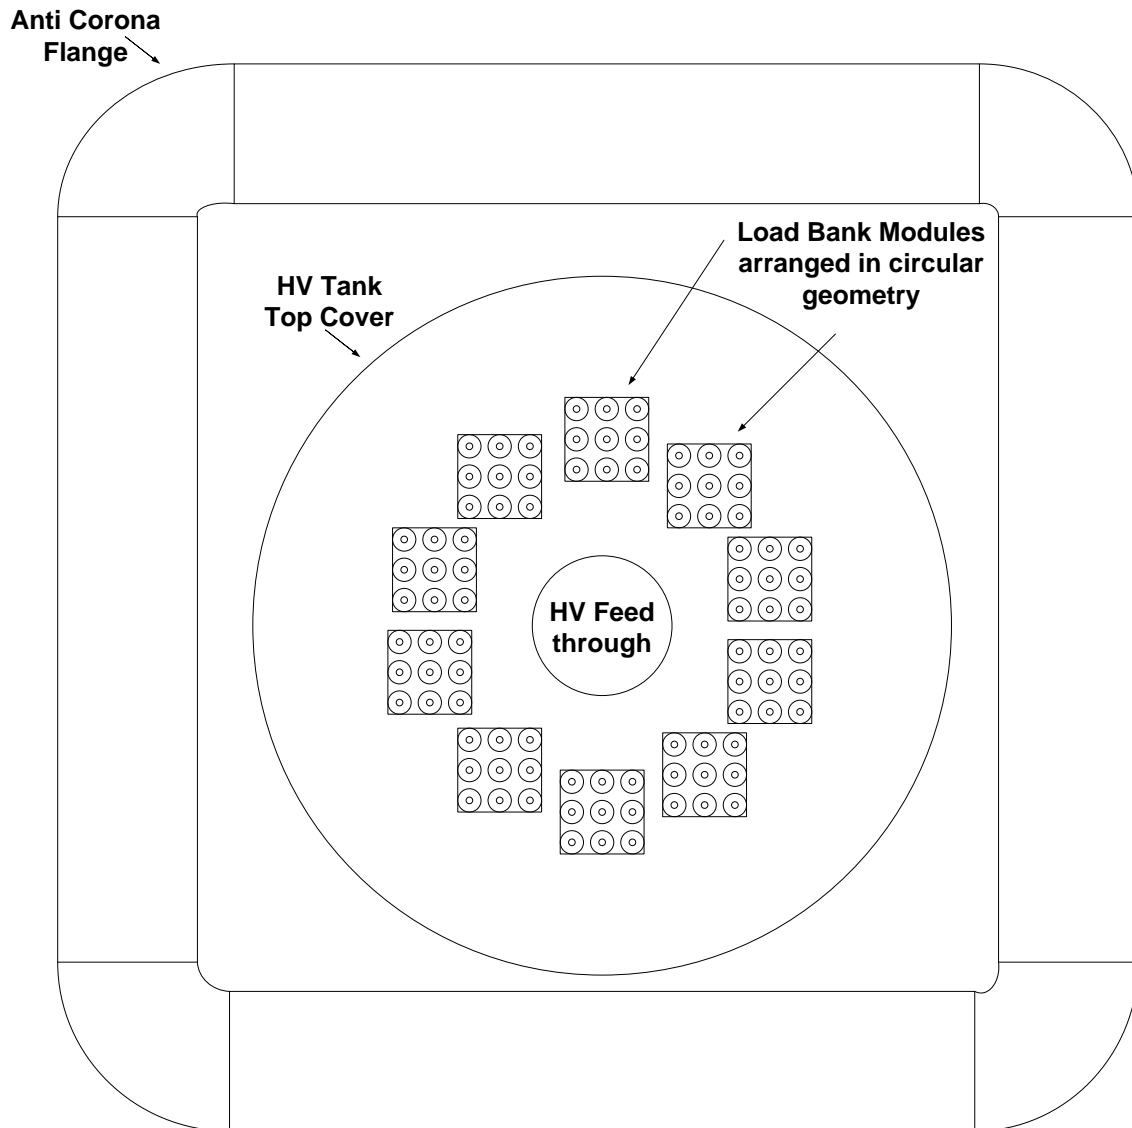 Anti Corona
Flange
Load Bank Modules
arranged in circular
geometry
HV Tank
Top Cover
HV Feed
through